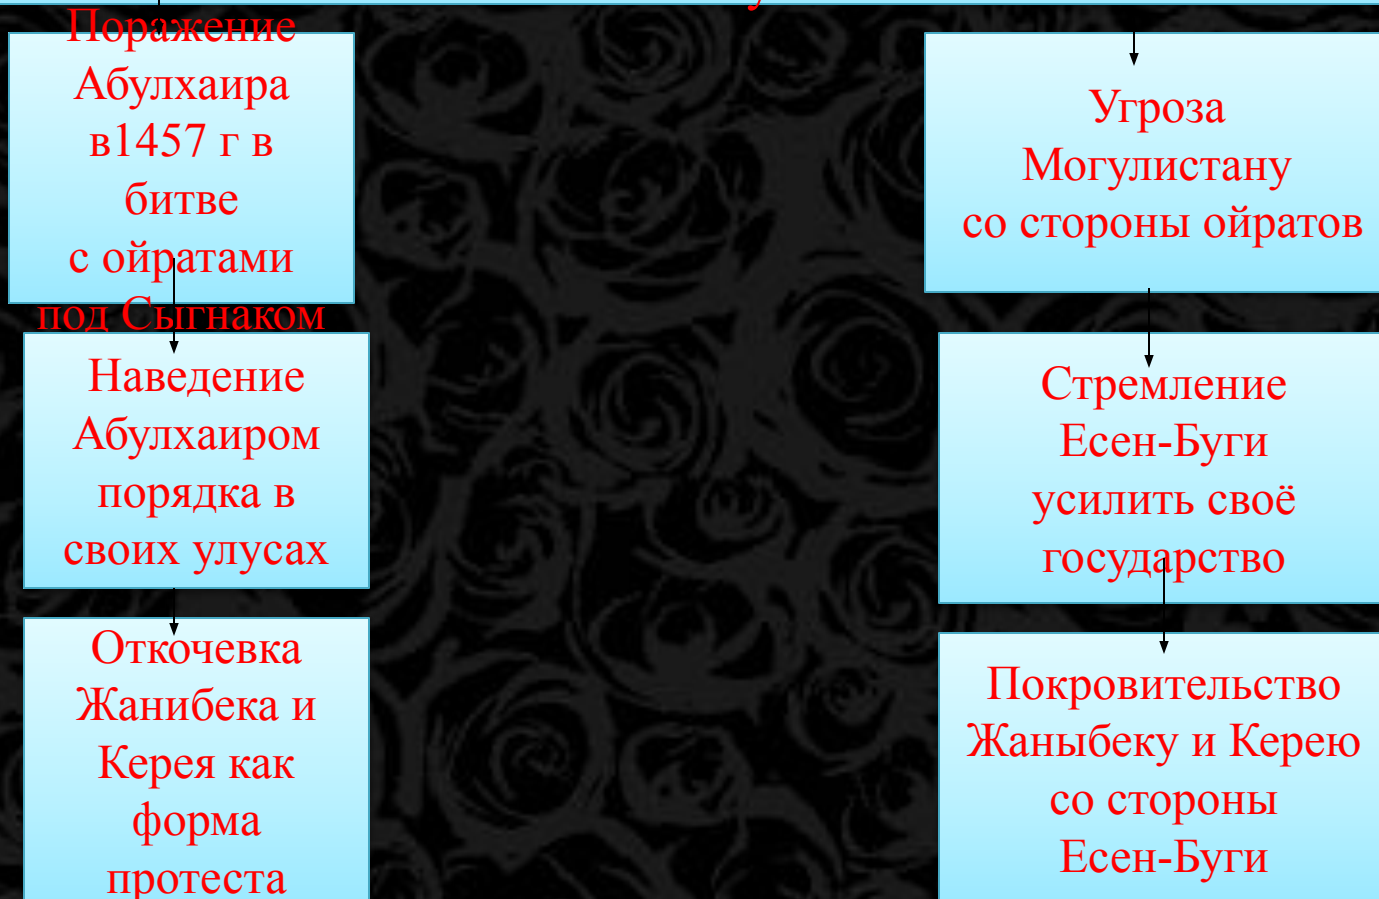 Поражение
Абулхаира
в1457 г в
битве
с ойратами
под Сыгнаком
Наведение
Абулхаиром
порядка в
своих улусах
Откочевка
Жанибека и
Керея как
форма
протеста
Угроза
Могулистану
со стороны ойратов
Стремление
Есен-Буги
усилить своё
государство
Покровительство
Жаныбеку и Керею
со стороны
Есен-Буги